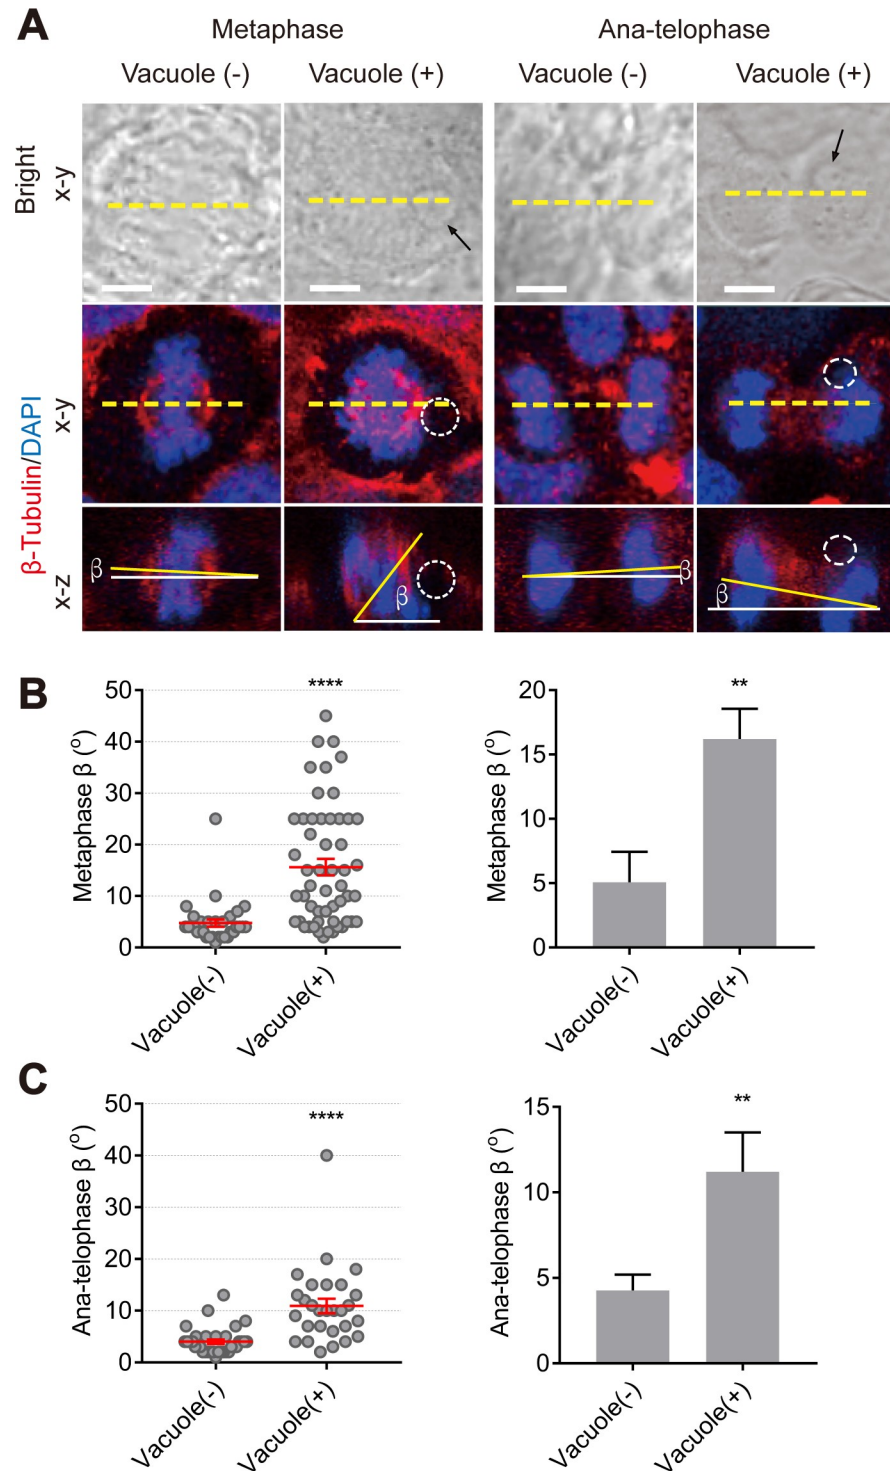 A
Metaphase
Ana-telophase
Vacuole (-)
Vacuole (+)
Vacuole (-)
Vacuole (+)
Bright
x-y
β-Tubulin/DAPI
x-y
x-z
β
β
β
β
B
50
40
30
20
10
0
Metaphase β (o)
****
Vacuole(-)
Vacuole(+)
20
15
10
5
0
Metaphase β (o)
**
Vacuole(-)
Vacuole(+)
C
50
40
30
20
10
0
Ana-telophase β (o)
****
Vacuole(-)
Vacuole(+)
15
10
5
0
Ana-telophase β (o)
**
Vacuole(-)
Vacuole(+)